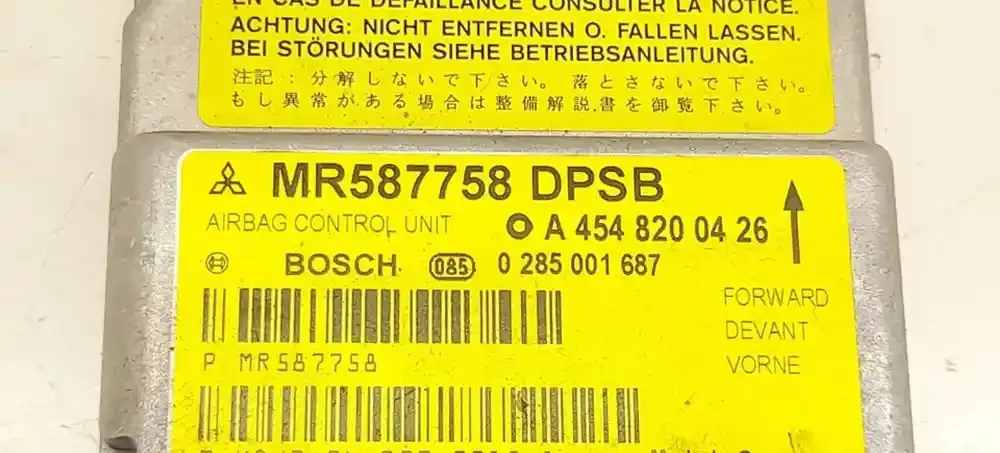 EN CAS DE DEFAILLANCE CONSULTER LA NOTICE.
ACHTUNG: NICHT ENTFERNEN O. FALLEN LASSEN.
BEI STÖRUNGEN SIEHE BETRIEBSANLEITUNG.
注記：分解しないで下さい。落とさないで下さい。
もし異常がある場合は整備解説書を御覧下さい。
MR587758 DPSB
AIRBAG CONTROL UNIT
A 454 820 04 26
BOSCH 085 0 285 001 687
FORWARD
DEVANT
VORNE
P MR587758